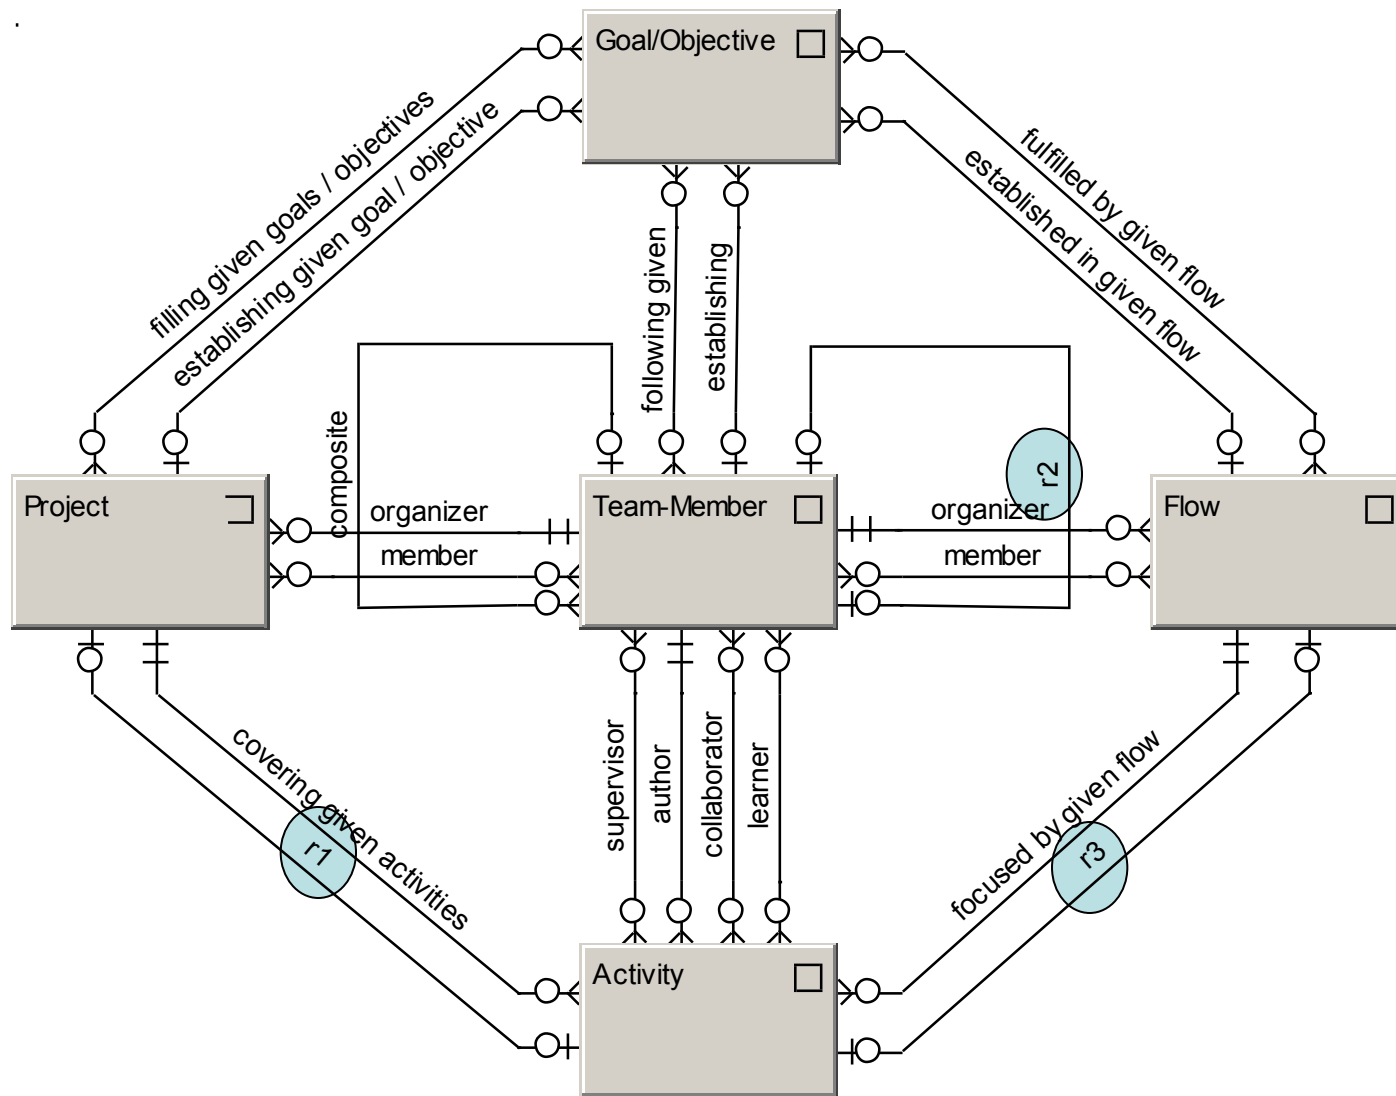 .
Goal/Objective
filling given goals / objectives
establishing given goal / objective
fulfilled by given flow
established in given flow
following given
establishing
composite
r2
Project
organizer
member
Team-Member
organizer
member
Flow
covering given activities
r1
supervisor
author
collaborator
learner
focused by given flow
r3
Activity